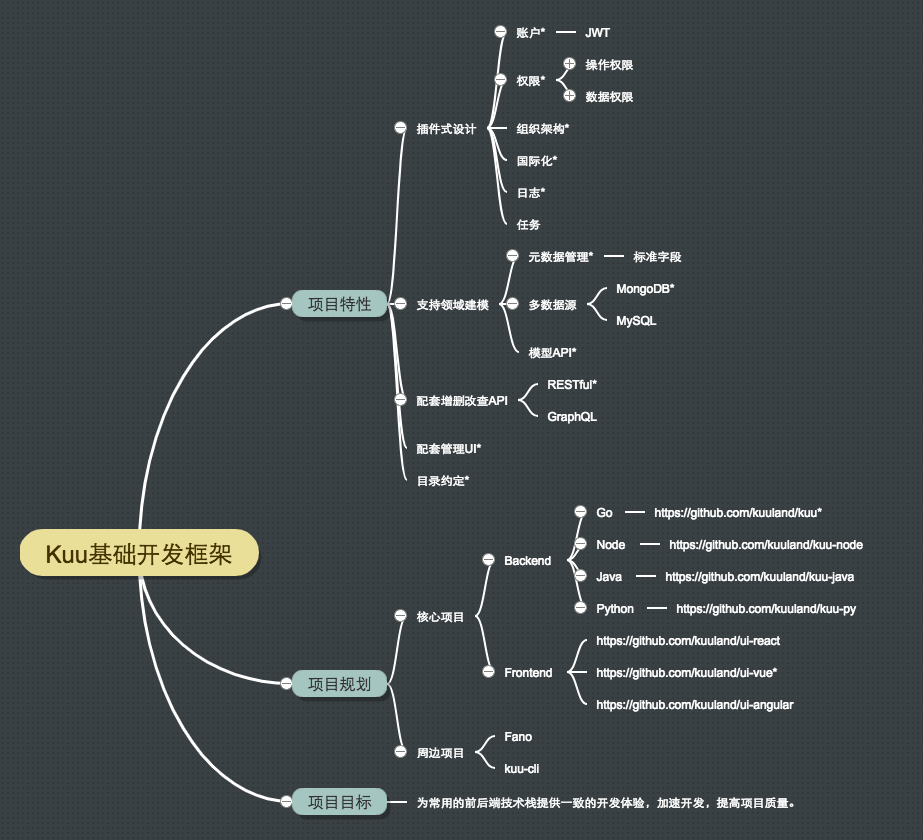 Kuu基础开发框架
项目特性
插件式设计
账户*
JWT
权限*
操作权限
数据权限
组织架构*
国际化*
日志*
任务
支持领域建模
元数据管理*
标准字段
多数据源
MongoDB*
MySQL
模型API*
配套增删改查API
RESTful*
GraphQL
配套管理UI*
目录约定*
项目规划
核心项目
Backend
Go
https://github.com/kuuland/kuu*
Node
https://github.com/kuuland/kuu-node
Java
https://github.com/kuuland/kuu-java
Python
https://github.com/kuuland/kuu-py
Frontend
https://github.com/kuuland/ui-react
https://github.com/kuuland/ui-vue*
https://github.com/kuuland/ui-angular
周边项目
Fano
kuu-cli
项目目标
为常用的前后端技术栈提供一致的开发体验，加速开发，提高项目质量。